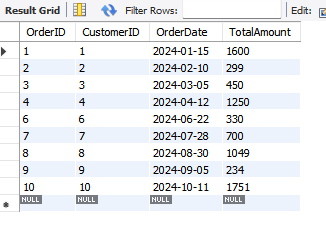 Result Grid Filter Rows: Edit:
OrderID CustomerID OrderDate TotalAmount
1 1 2024-01-15 1600
2 2 2024-02-10 299
3 3 2024-03-05 450
4 4 2024-04-12 1250
6 6 2024-06-22 330
7 7 2024-07-28 700
8 8 2024-08-30 1049
9 9 2024-09-05 234
10 10 2024-10-11 1751
NULL NULL NULL NULL